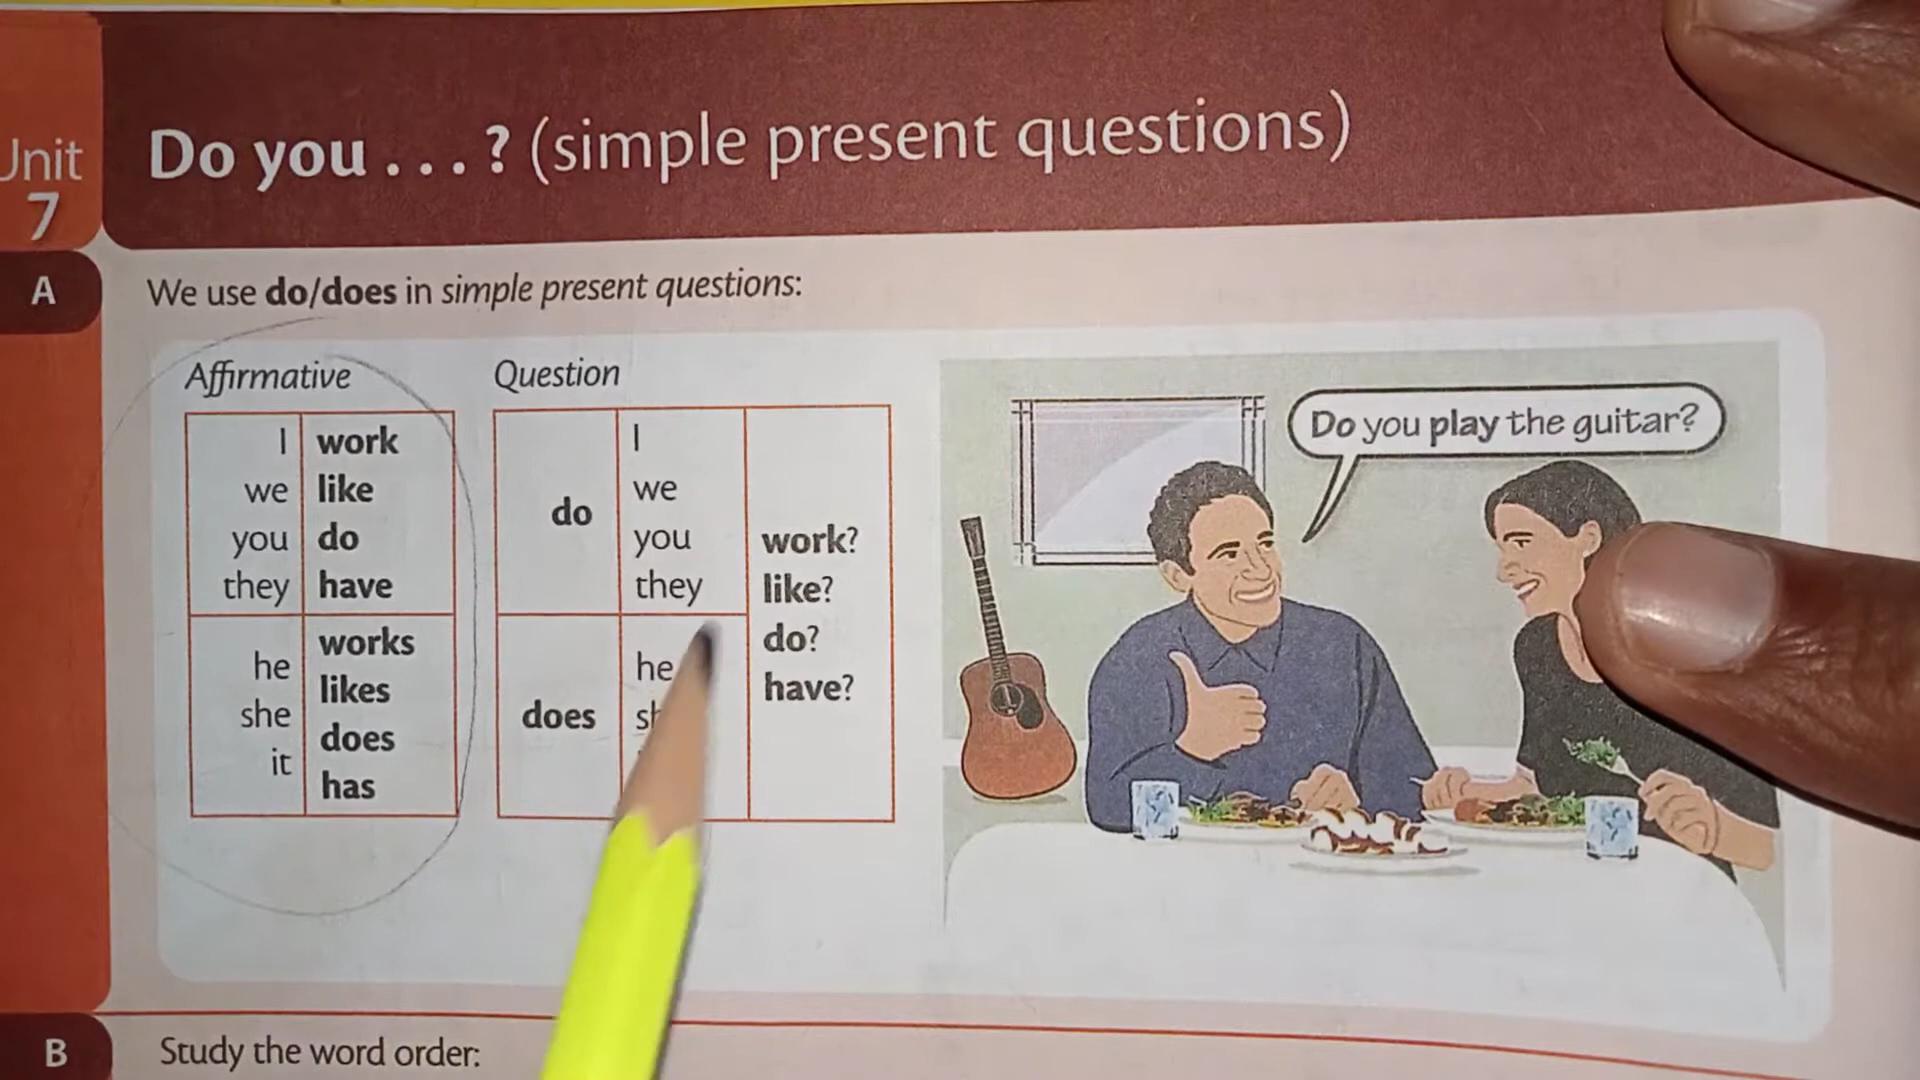 Unit
7
Do you . . . ? (simple present questions)
A
We use do/does in simple present questions:
Affirmative
I work
we like
you do
they have
he works
she likes
it does
has
Question
do
I
we
you
they
does
he
work?
like?
do?
have?
Do you play the guitar?
B
Study the word order: